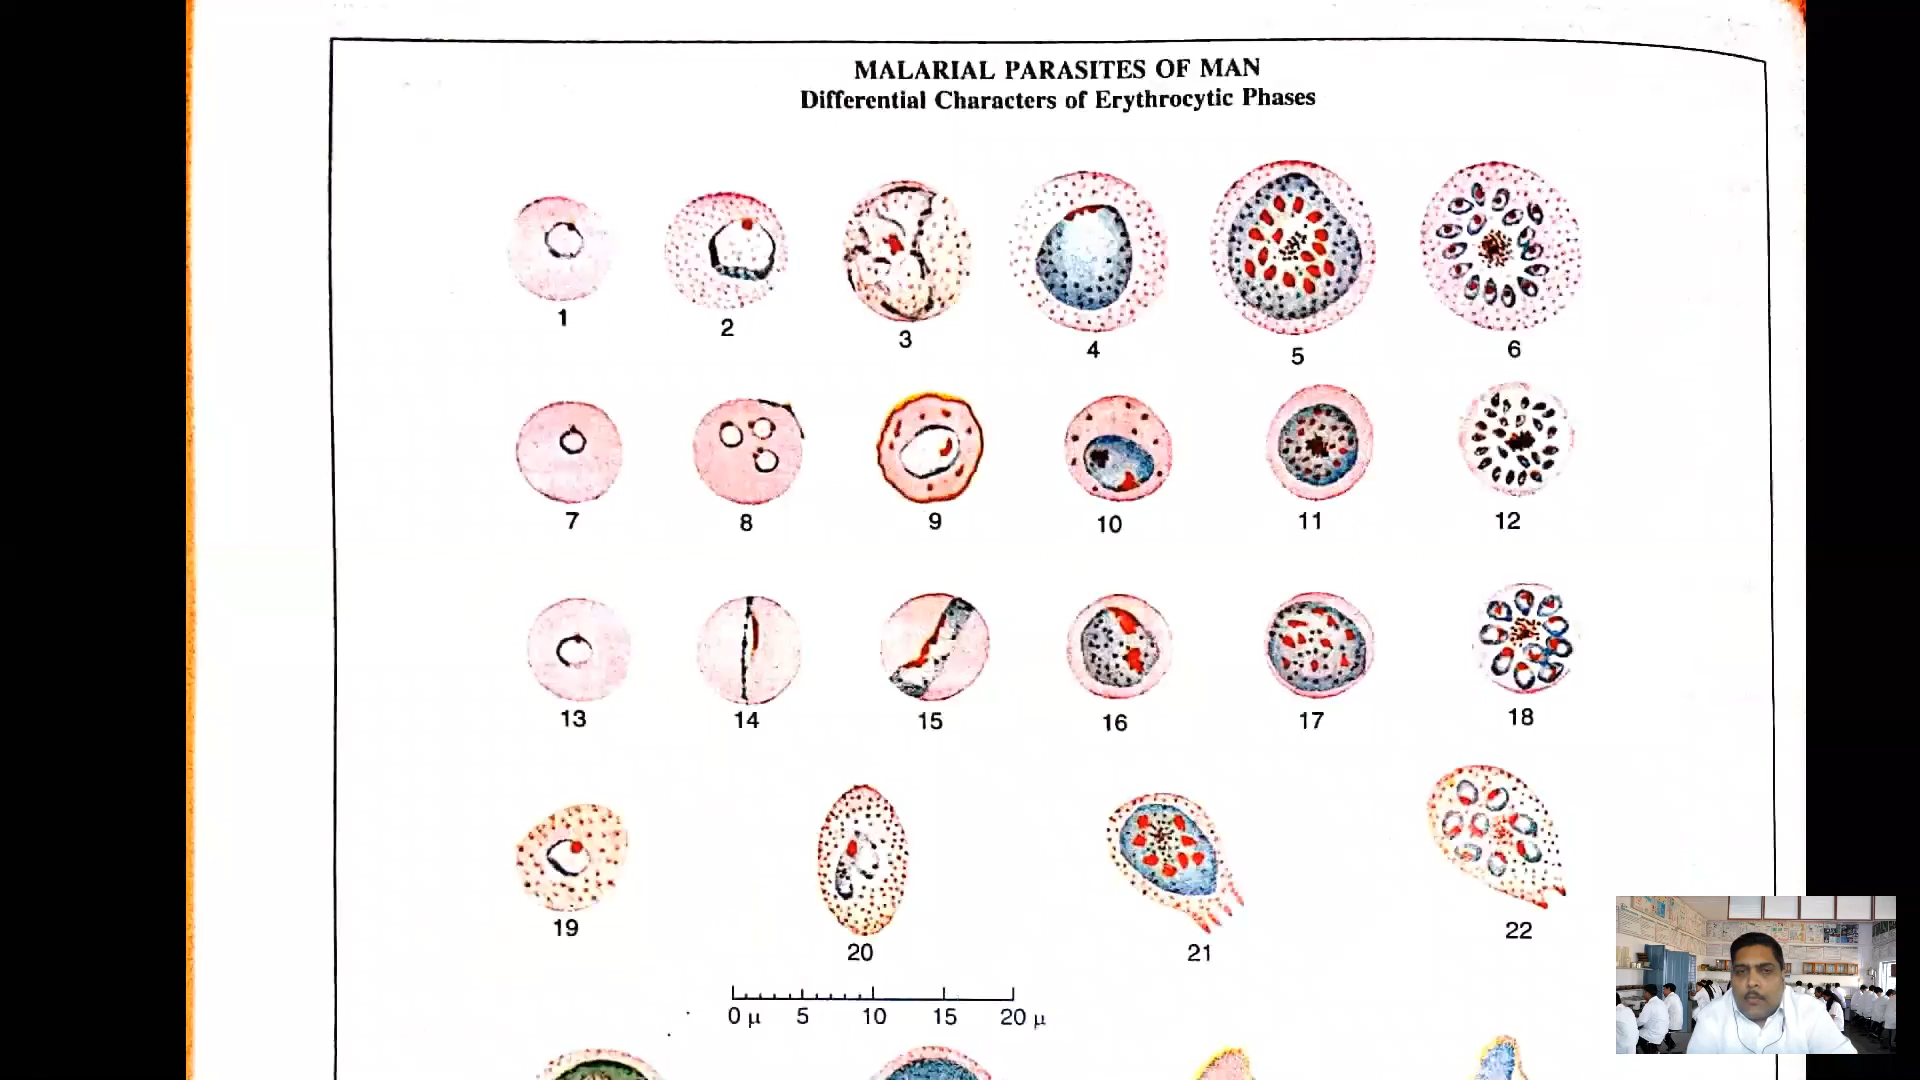 MALARIAL PARASITES OF MAN
Differential Characters of Erythrocytic Phases
1 2 3 4 5 6
7 8 9 10 11 12
13 14 15 16 17 18
19 20 21 22
0 μ 5 10 15 20 μ